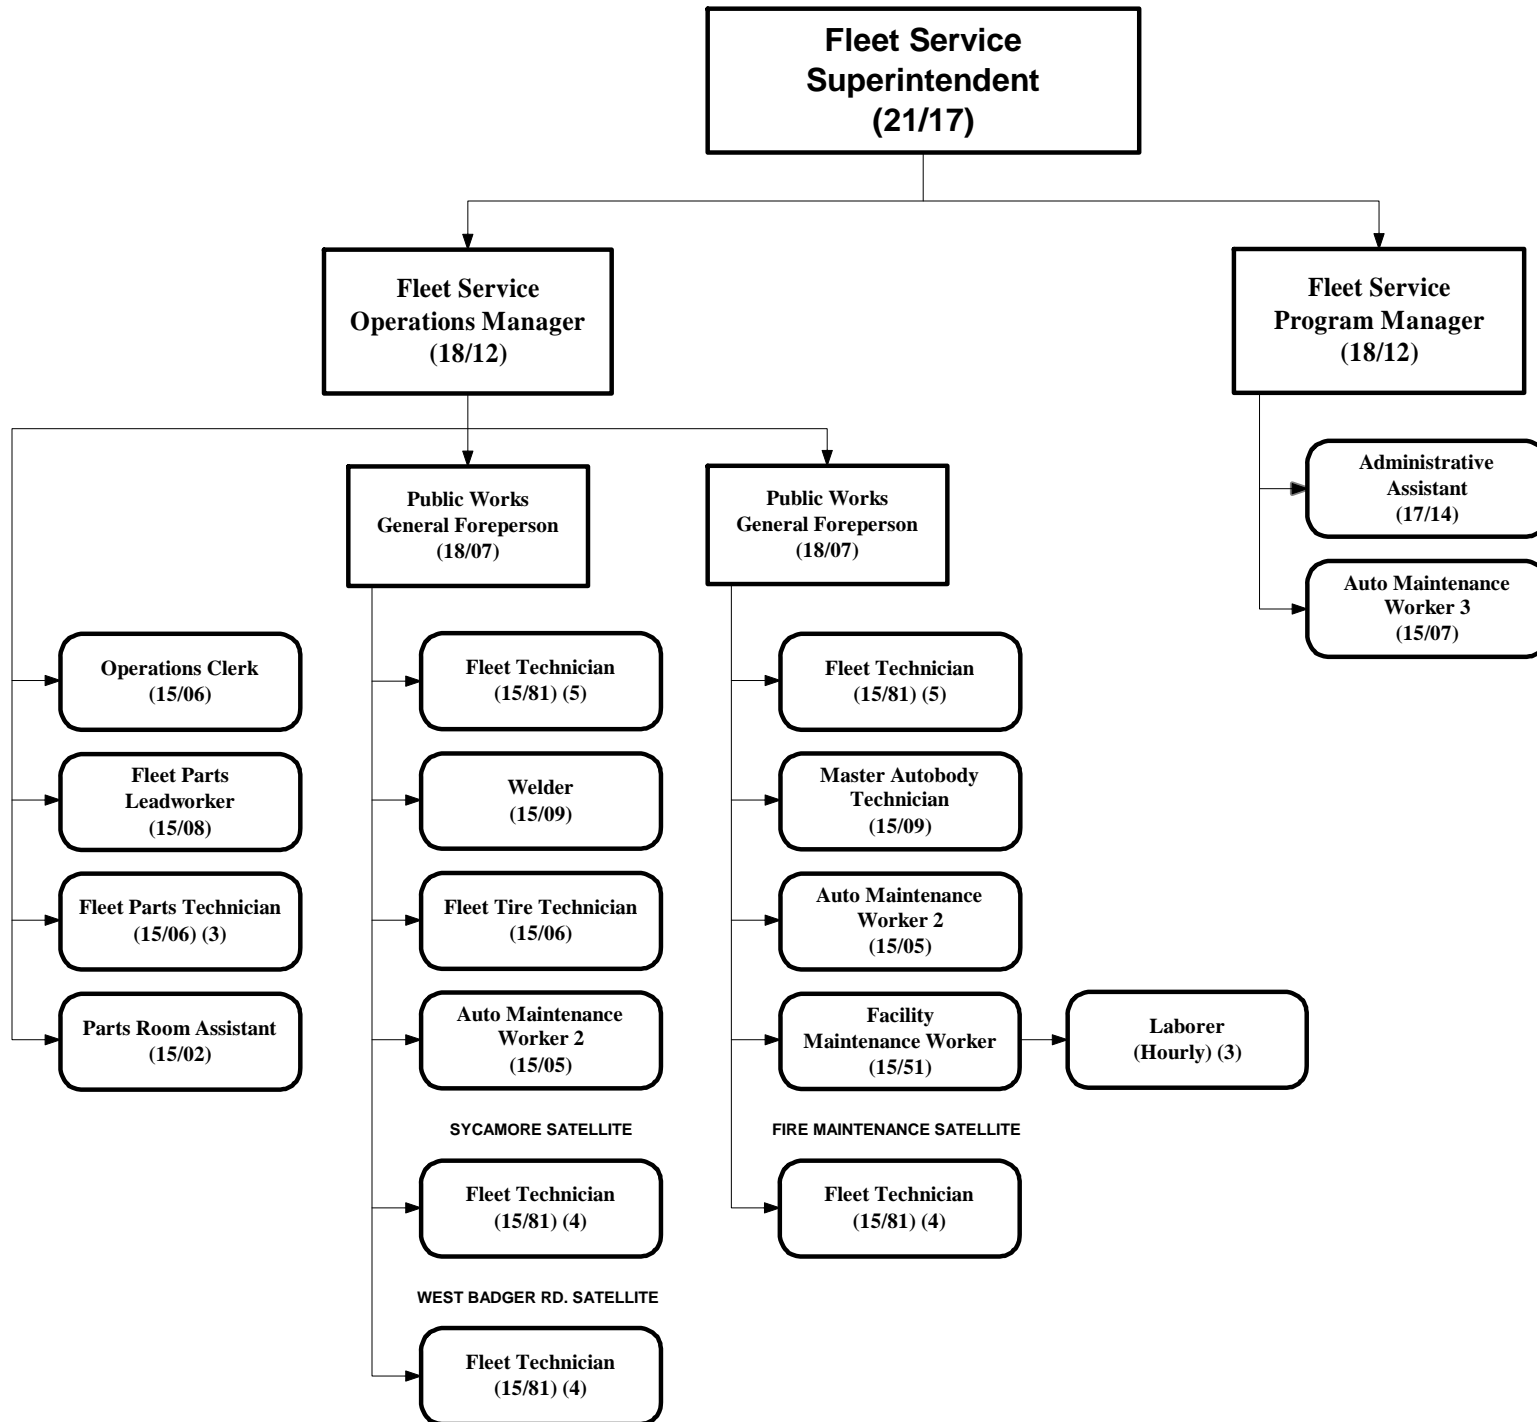 Fleet Service
Superintendent
(21/17)
Fleet Service
Operations Manager
(18/12)
Fleet Service
Program Manager
(18/12)
Public Works
General Foreperson
(18/07)
Public Works
General Foreperson
(18/07)
Administrative
Assistant
(17/14)
Auto Maintenance
Worker 3
(15/07)
Operations Clerk
(15/06)
Fleet Parts
Leadworker
(15/08)
Fleet Parts Technician
(15/06) (3)
Parts Room Assistant
(15/02)
Fleet Technician
(15/81) (5)
Welder
(15/09)
Fleet Tire Technician
(15/06)
Auto Maintenance
Worker 2
(15/05)
SYCAMORE SATELLITE
Fleet Technician
(15/81) (4)
WEST BADGER RD. SATELLITE
Fleet Technician
(15/81) (4)
Fleet Technician
(15/81) (5)
Master Autobody
Technician
(15/09)
Auto Maintenance
Worker 2
(15/05)
Facility
Maintenance Worker
(15/51)
Laborer
(Hourly) (3)
FIRE MAINTENANCE SATELLITE
Fleet Technician
(15/81) (4)